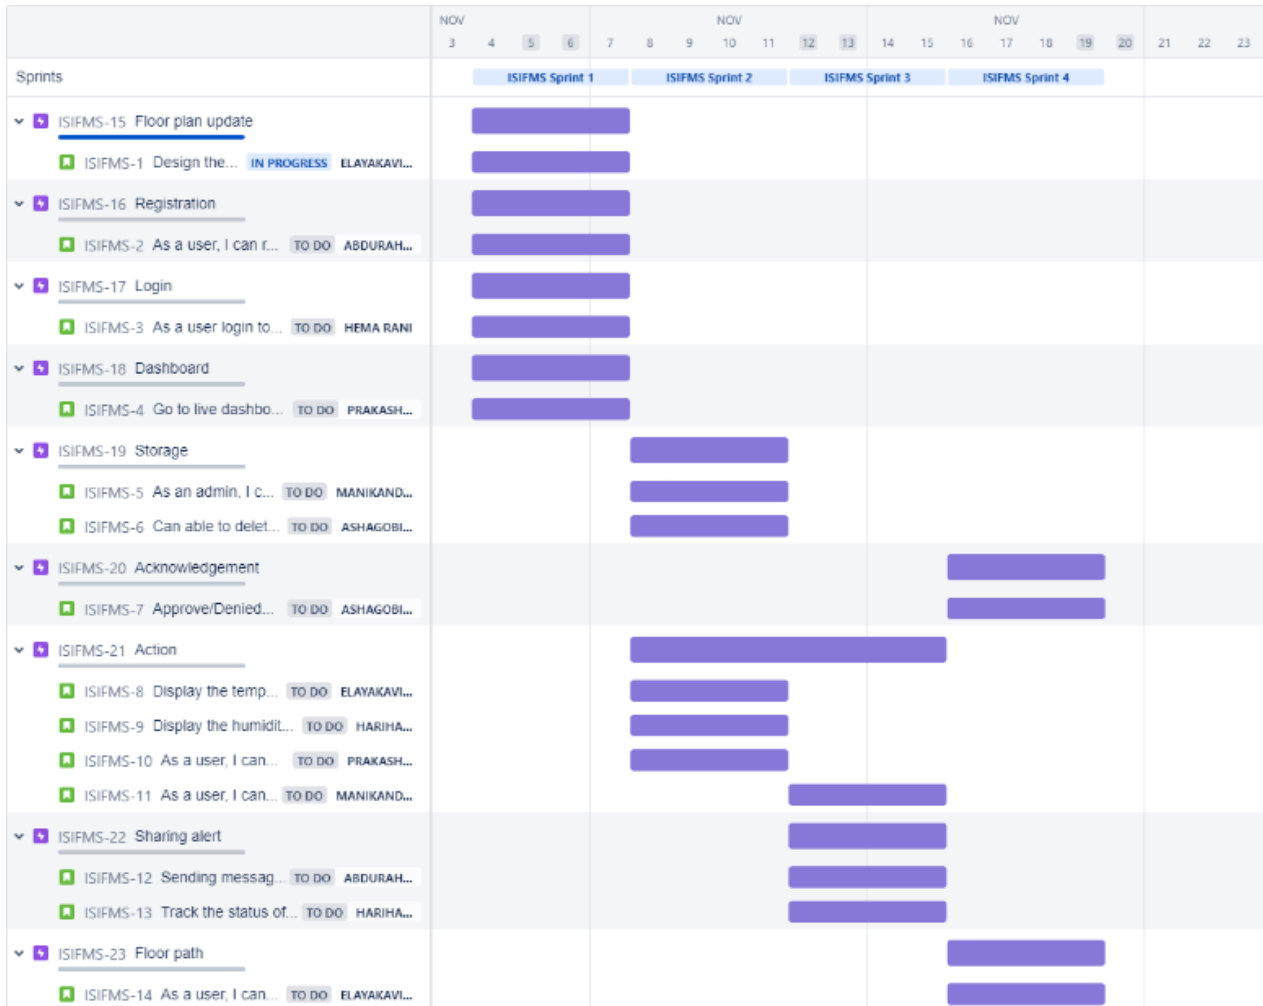 NOV NOV NOV
3 4 5 6 7 8 9 10 11 12 13 14 15 16 17 18 19 20 21 22 23
Sprints ISIFMS Sprint 1 ISIFMS Sprint 2 ISIFMS Sprint 3 ISIFMS Sprint 4
ISIFMS-15 Floor plan update
ISIFMS-1 Design the... IN PROGRESS ELAYAKAVI...
ISIFMS-16 Registration
ISIFMS-2 As a user, I can r... TO DO ABDURAH...
ISIFMS-17 Login
ISIFMS-3 As a user login to... TO DO HEMA RANI
ISIFMS-18 Dashboard
ISIFMS-4 Go to live dashbo... TO DO PRAKASH...
ISIFMS-19 Storage
ISIFMS-5 As an admin, I c... TO DO MANIKAND...
ISIFMS-6 Can able to delet... TO DO ASHAGOBI...
ISIFMS-20 Acknowledgement
ISIFMS-7 Approve/Denied... TO DO ASHAGOBI...
ISIFMS-21 Action
ISIFMS-8 Display the temp... TO DO ELAYAKAVI...
ISIFMS-9 Display the humidit... TO DO HARIHA...
ISIFMS-10 As a user, I can... TO DO PRAKASH...
ISIFMS-11 As a user, I can... TO DO MANIKAND...
ISIFMS-22 Sharing alert
ISIFMS-12 Sending messag... TO DO ABDURAH...
ISIFMS-13 Track the status of... TO DO HARIHA...
ISIFMS-23 Floor path
ISIFMS-14 As a user, I can... TO DO ELAYAKAVI...